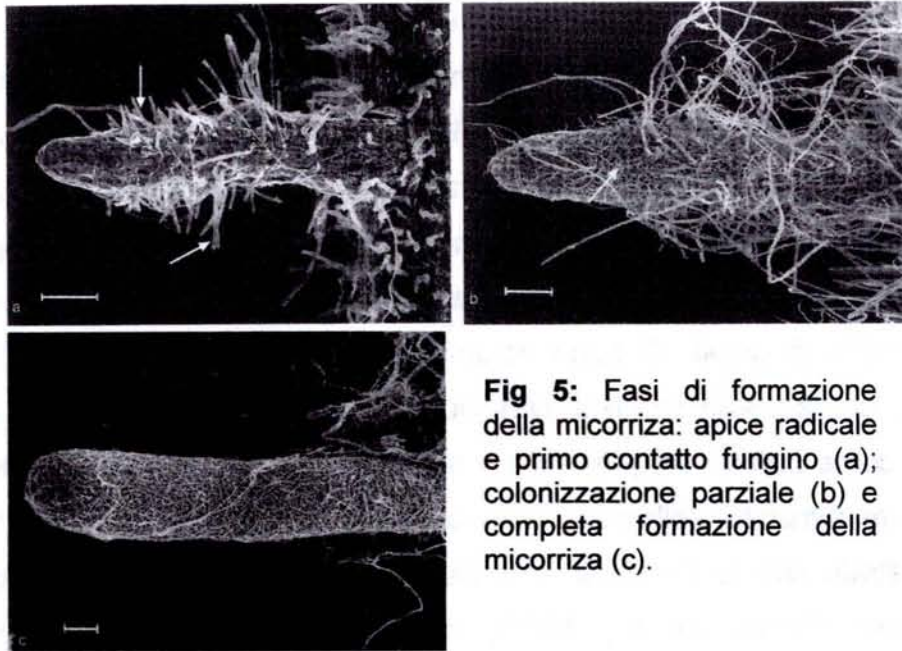 a
b
c
Fig 5: Fasi di formazione
della micorriza: apice radicale
e primo contatto fungino (a);
colonizzazione parziale (b) e
completa formazione della
micorriza (c).